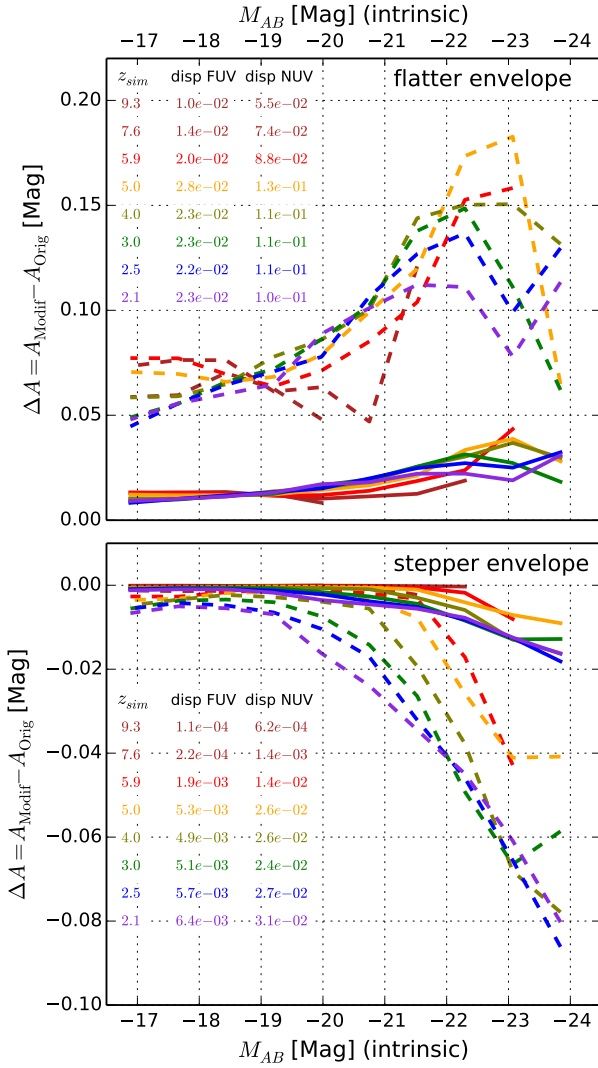 M_AB [Mag] (intrinsic)
−17 −18 −19 −20 −21 −22 −23 −24
flatter envelope
z_sim disp FUV disp NUV
9.3 1.0e−02 5.5e−02
7.6 1.4e−02 7.4e−02
5.9 2.0e−02 8.8e−02
5.0 2.8e−02 1.3e−01
4.0 2.3e−02 1.1e−01
3.0 2.3e−02 1.1e−01
2.5 2.2e−02 1.1e−01
2.1 2.3e−02 1.0e−01
0.20
0.15
0.10
0.05
0.00
ΔA = A_Modif − A_Orig [Mag]
stepper envelope
0.00
−0.02
−0.04
−0.06
−0.08
−0.10
ΔA = A_Modif − A_Orig [Mag]
z_sim disp FUV disp NUV
9.3 1.1e−04 6.2e−04
7.6 2.2e−04 1.4e−03
5.9 1.9e−03 1.4e−02
5.0 5.3e−03 2.6e−02
4.0 4.9e−03 2.6e−02
3.0 5.1e−03 2.4e−02
2.5 5.7e−03 2.7e−02
2.1 6.4e−03 3.1e−02
−17 −18 −19 −20 −21 −22 −23 −24
M_AB [Mag] (intrinsic)